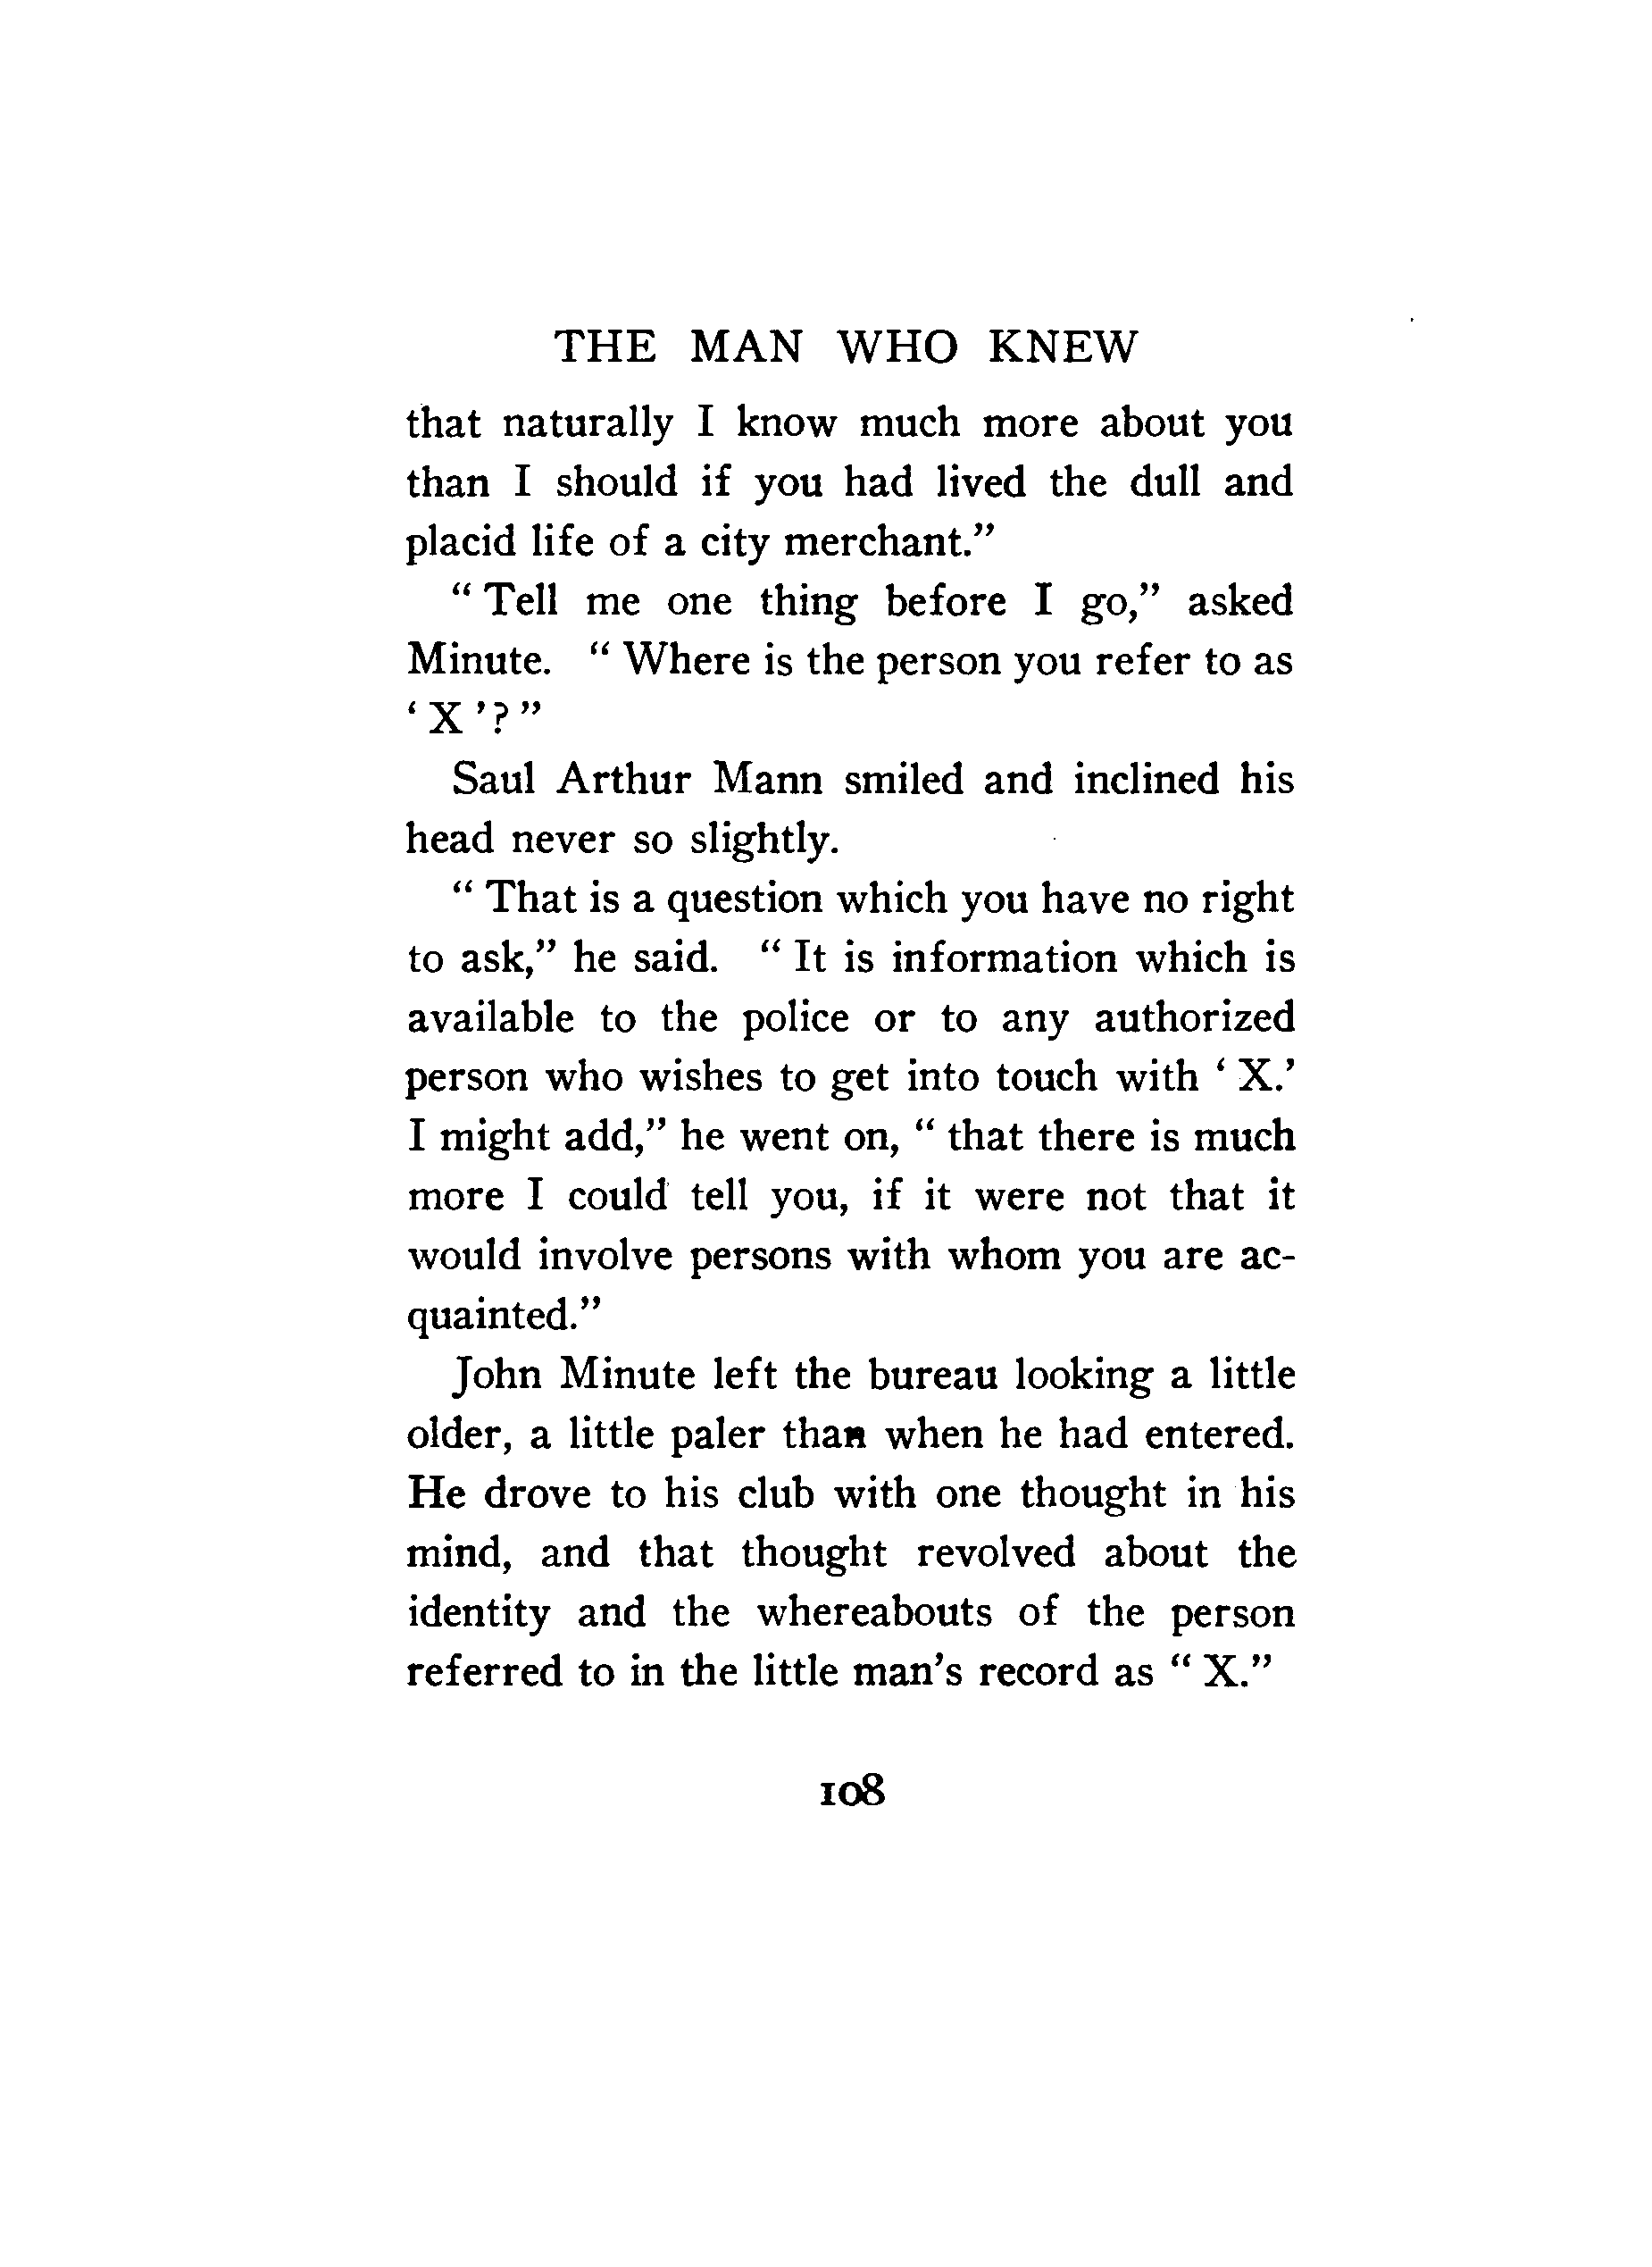 THE MAN WHO KNEW
that naturally I know much more about you
than I should if you had lived the dull and
placid life of a city merchant.”
“ Tell me one thing before I go,” asked
Minute. “ Where is the person you refer to as
‘ X ’? ”
Saul Arthur Mann smiled and inclined his
head never so slightly.
“ That is a question which you have no right
to ask,” he said. “ It is information which is
available to the police or to any authorized
person who wishes to get into touch with ‘ X.’
I might add,” he went on, “ that there is much
more I could tell you, if it were not that it
would involve persons with whom you are ac-
quainted.”
John Minute left the bureau looking a little
older, a little paler than when he had entered.
He drove to his club with one thought in his
mind, and that thought revolved about the
identity and the whereabouts of the person
referred to in the little man’s record as “ X.”
108